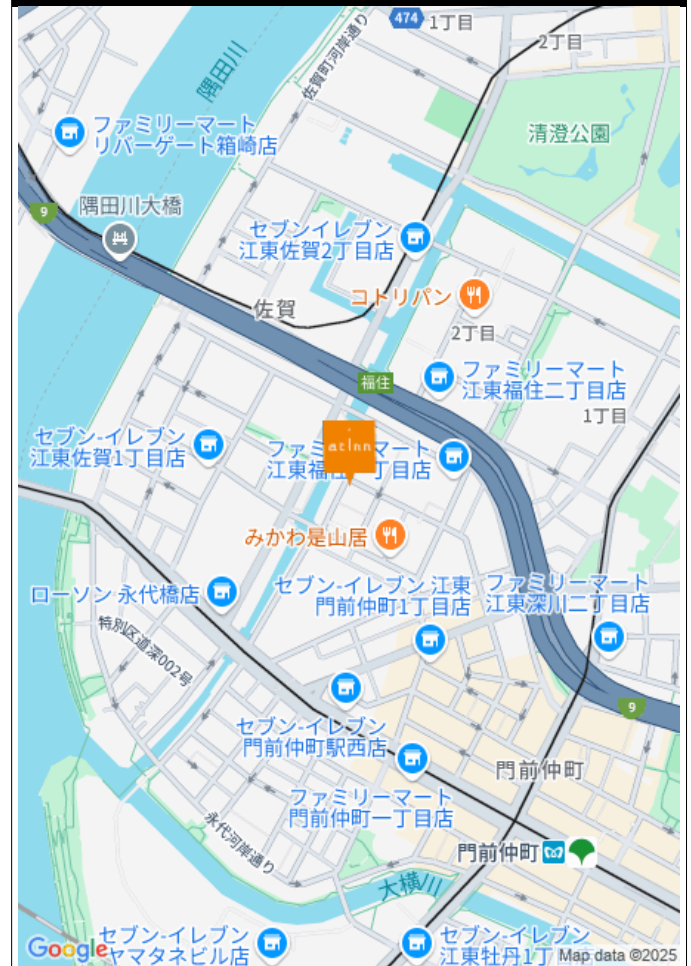 474
1丁目
2丁目
隅田川
佐賀町河岸通り
清澄公園
ファミリーマート
リバーゲート箱崎店
9
隅田川大橋
セブンイレブン
江東佐賀2丁目店
コトリパン
佐賀
2丁目
ファミリーマート
江東福住二丁目店
福住
1丁目
セブン-イレブン
江東佐賀1丁目店
atinn
ファミ
マート
江東福
丁目店
みかわ是山居
ローソン 永代橋店
セブン-イレブン 江東
門前仲町1丁目店
ファミリーマート
江東深川二丁目店
特別区道深002号
9
セブン-イレブン
門前仲町駅西店
門前仲町
ファミリーマート
門前仲町一丁目店
永代河岸通り
門前仲町
大横川
セブン-イレブン
ヤマタネビル店
セブン-イレブン
江東牡丹1丁
店
Google
Map data ©2025